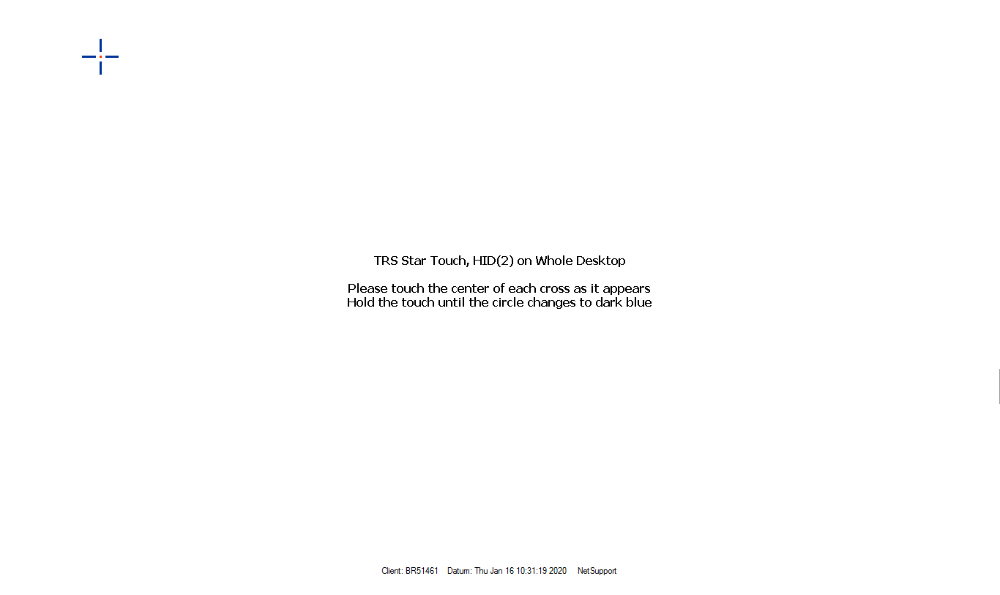 TRS Star Touch, HID(2) on Whole Desktop
Please touch the center of each cross as it appears
Hold the touch until the circle changes to dark blue
Client: BR51461 Datum: Thu Jan 16 10:31:19 2020 NetSupport